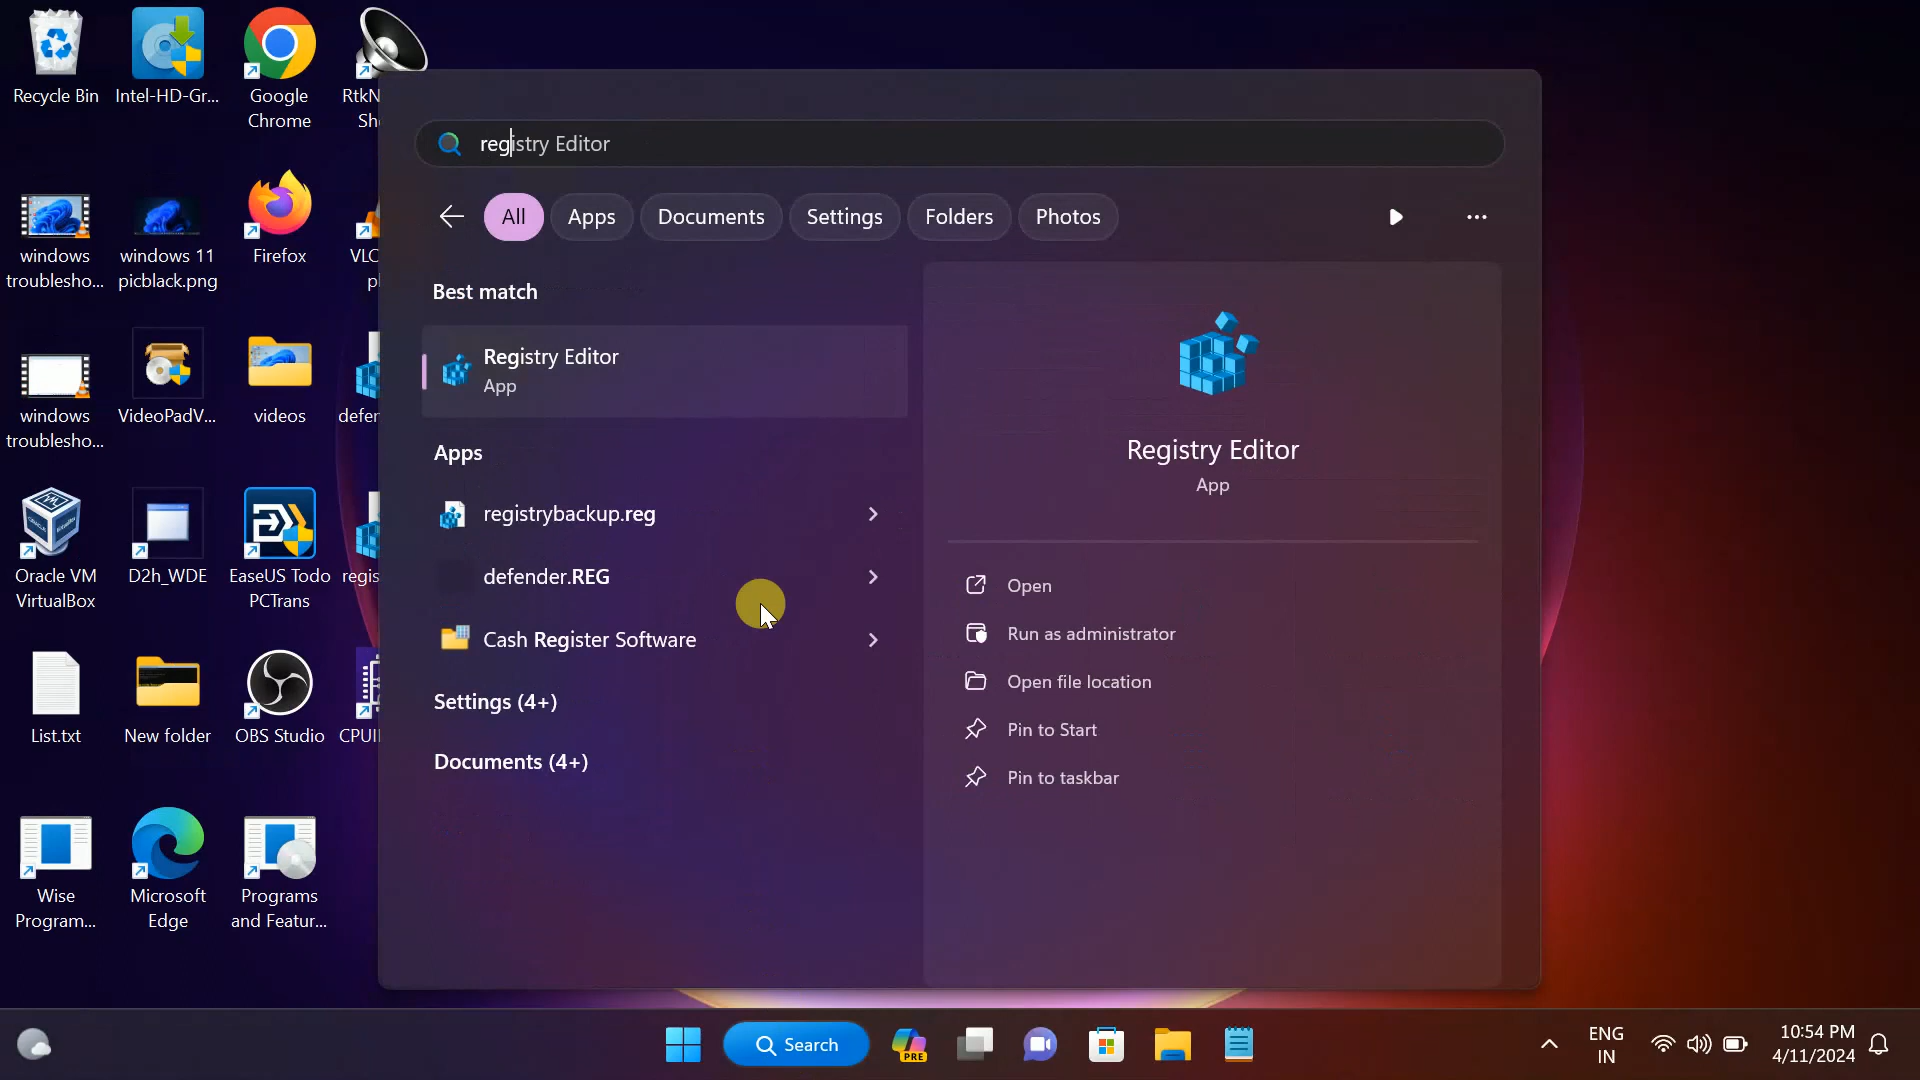 Recycle Bin
Intel-HD-Gr...
Google
Chrome
RtkN
Sh
windows
troublesho...
windows 11
picblack.png
Firefox
VLC
pl
windows
troublesho...
VideoPadV...
videos
defer
Oracle VM
VirtualBox
D2h_WDE
EaseUS Todo
PCTrans
regis
List.txt
New folder
OBS Studio
CPUI
Wise
Program...
Microsoft
Edge
Programs
and Featur...
registry Editor
All
Apps
Documents
Settings
Folders
Photos
Best match
Registry Editor
App
Apps
registrybackup.reg
defender.REG
Cash Register Software
Settings (4+)
Documents (4+)
Registry Editor
App
Open
Run as administrator
Open file location
Pin to Start
Pin to taskbar
Search
PRE
ENG
IN
10:54 PM
4/11/2024